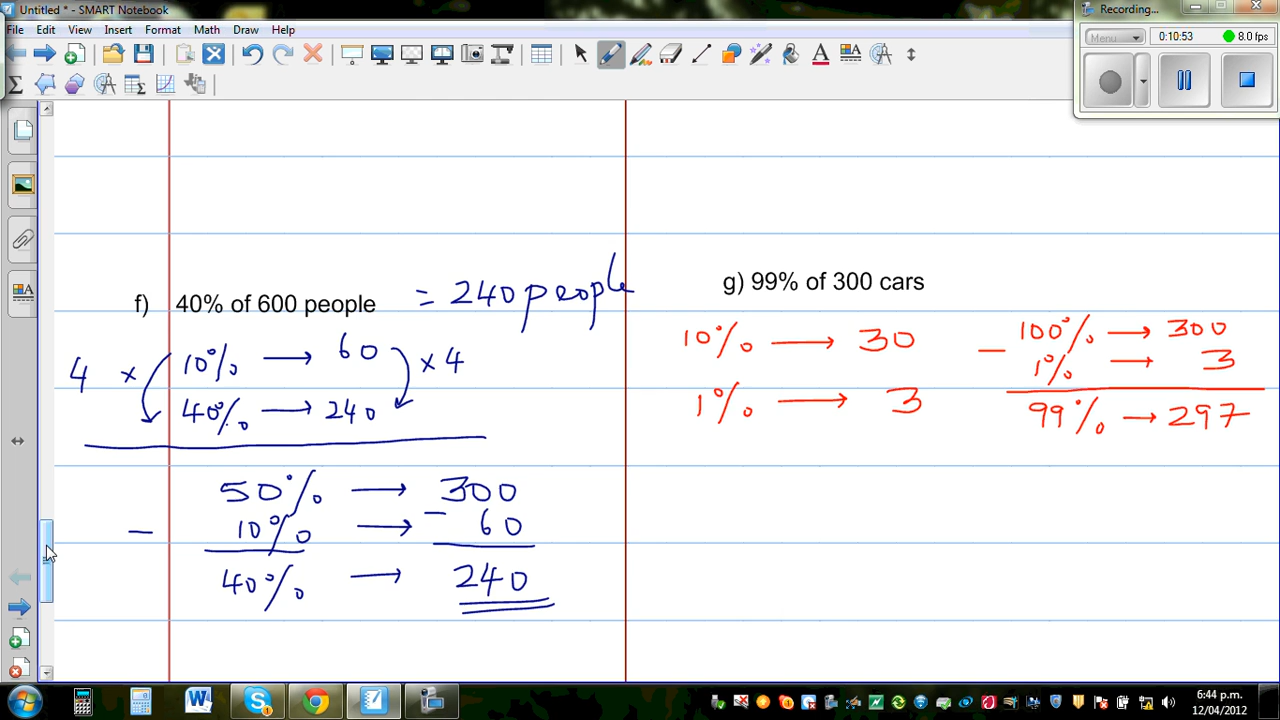 Untitled * - SMART Notebook
File Edit View Insert Format Math Draw Help
Recording...
Menu
0:10:53
8.0 fps
f) 40% of 600 people = 240 people
4 × 10% → 60 × 4
40% → 240
50% → 300
− 10% → − 60
40% → 240
g) 99% of 300 cars
10% → 30
1% → 3
100% → 300
− 1% → 3
99% → 297
6:44 p.m.
12/04/2012